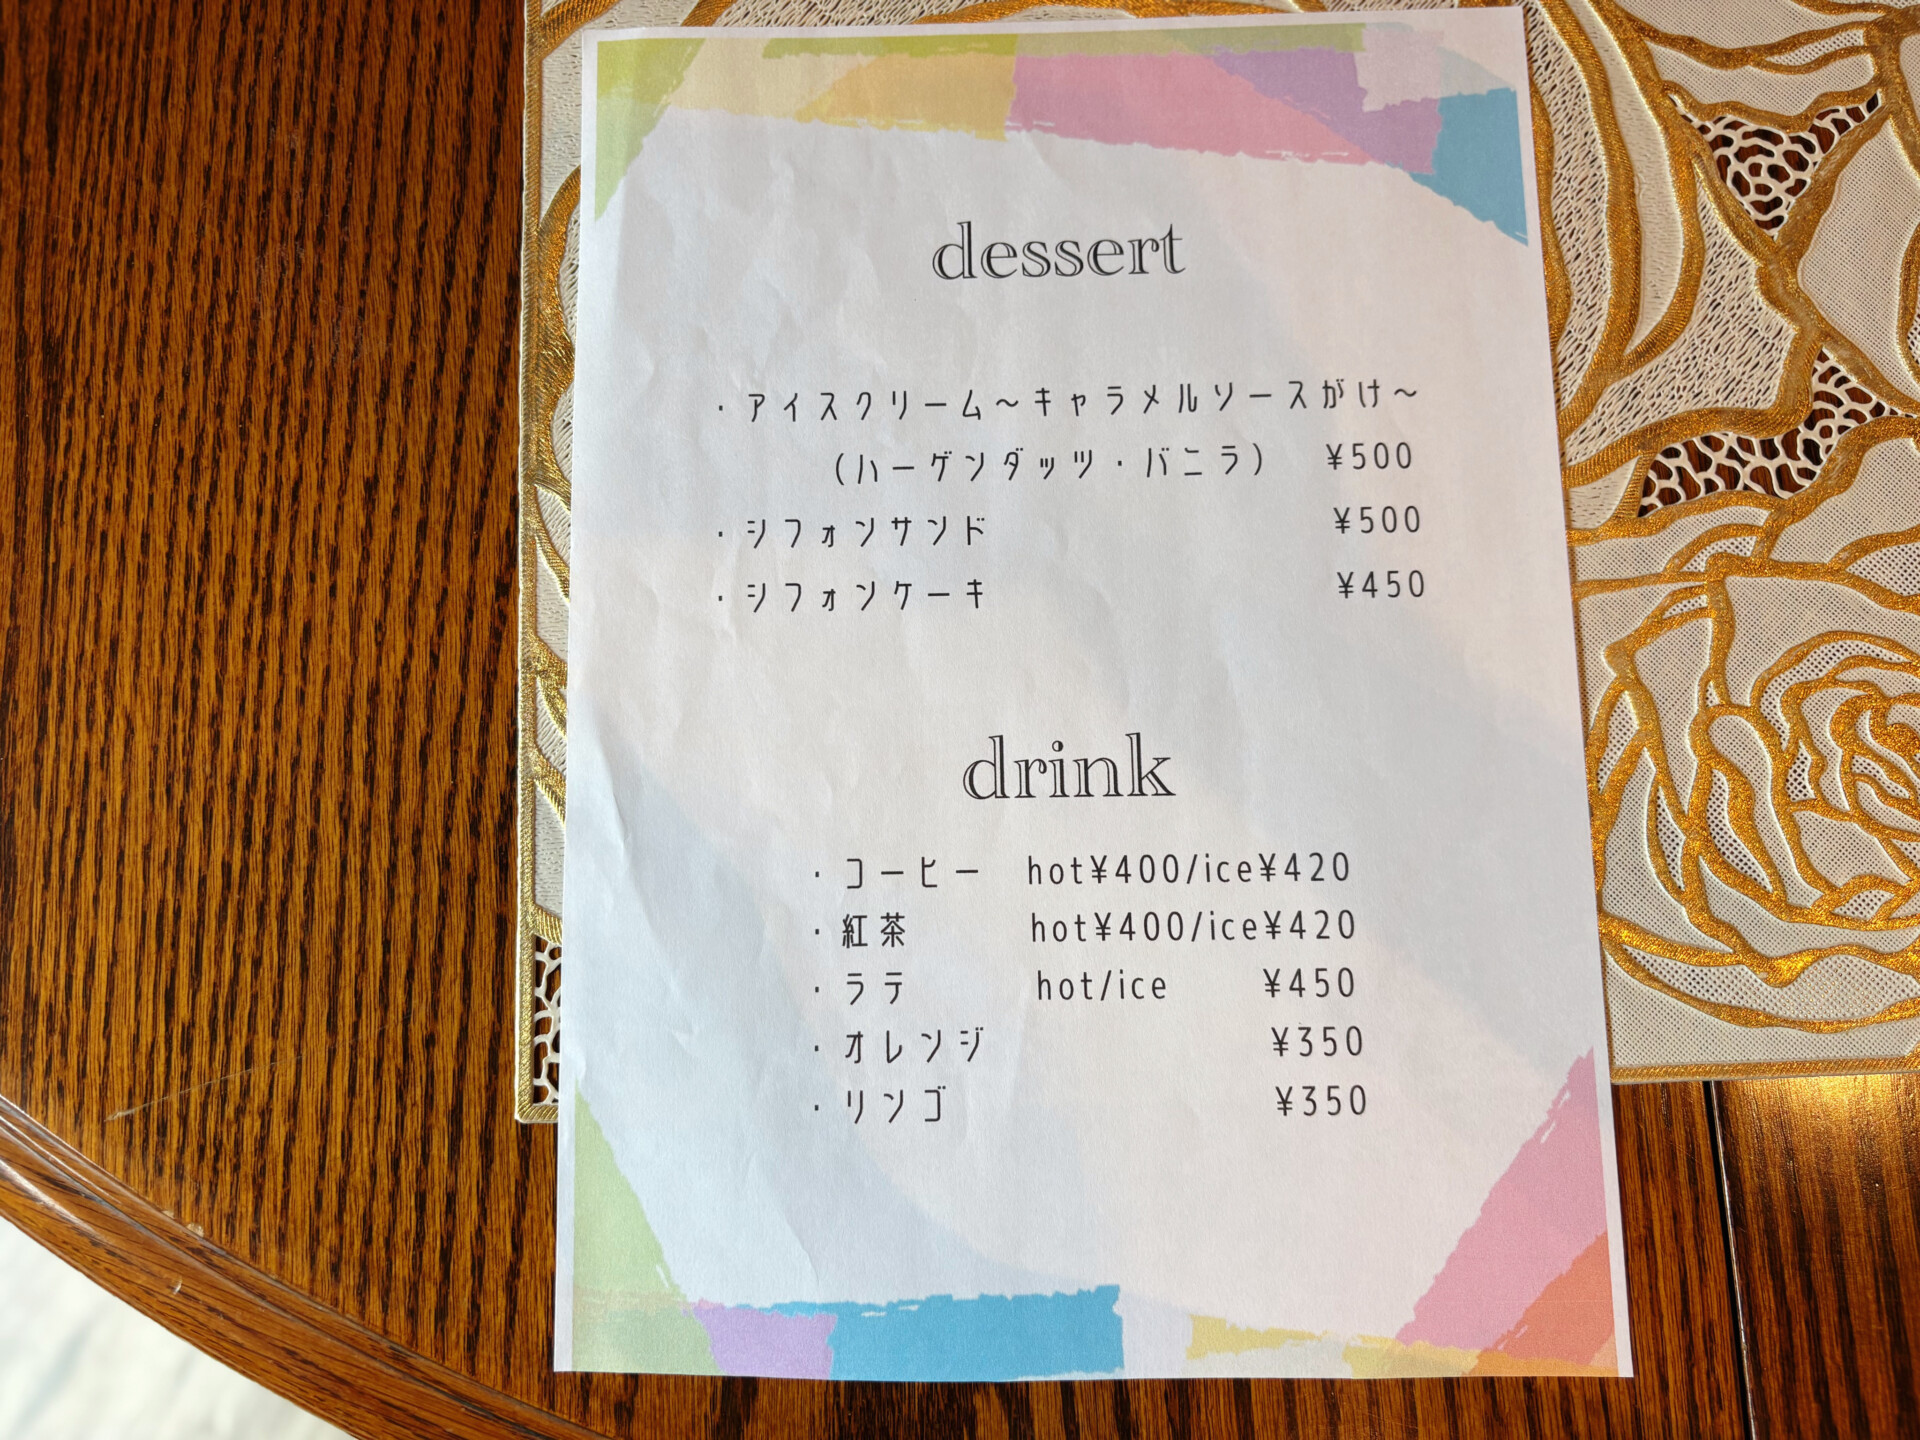 dessert
・アイスクリーム～キャラメルソースがけ～
（ハーゲンダッツ・バニラ） ¥500
・シフォンサンド ¥500
・シフォンケーキ ¥450
drink
・コーヒー hot¥400/ice¥420
・紅茶 hot¥400/ice¥420
・ラテ hot/ice ¥450
・オレンジ ¥350
・リンゴ ¥350